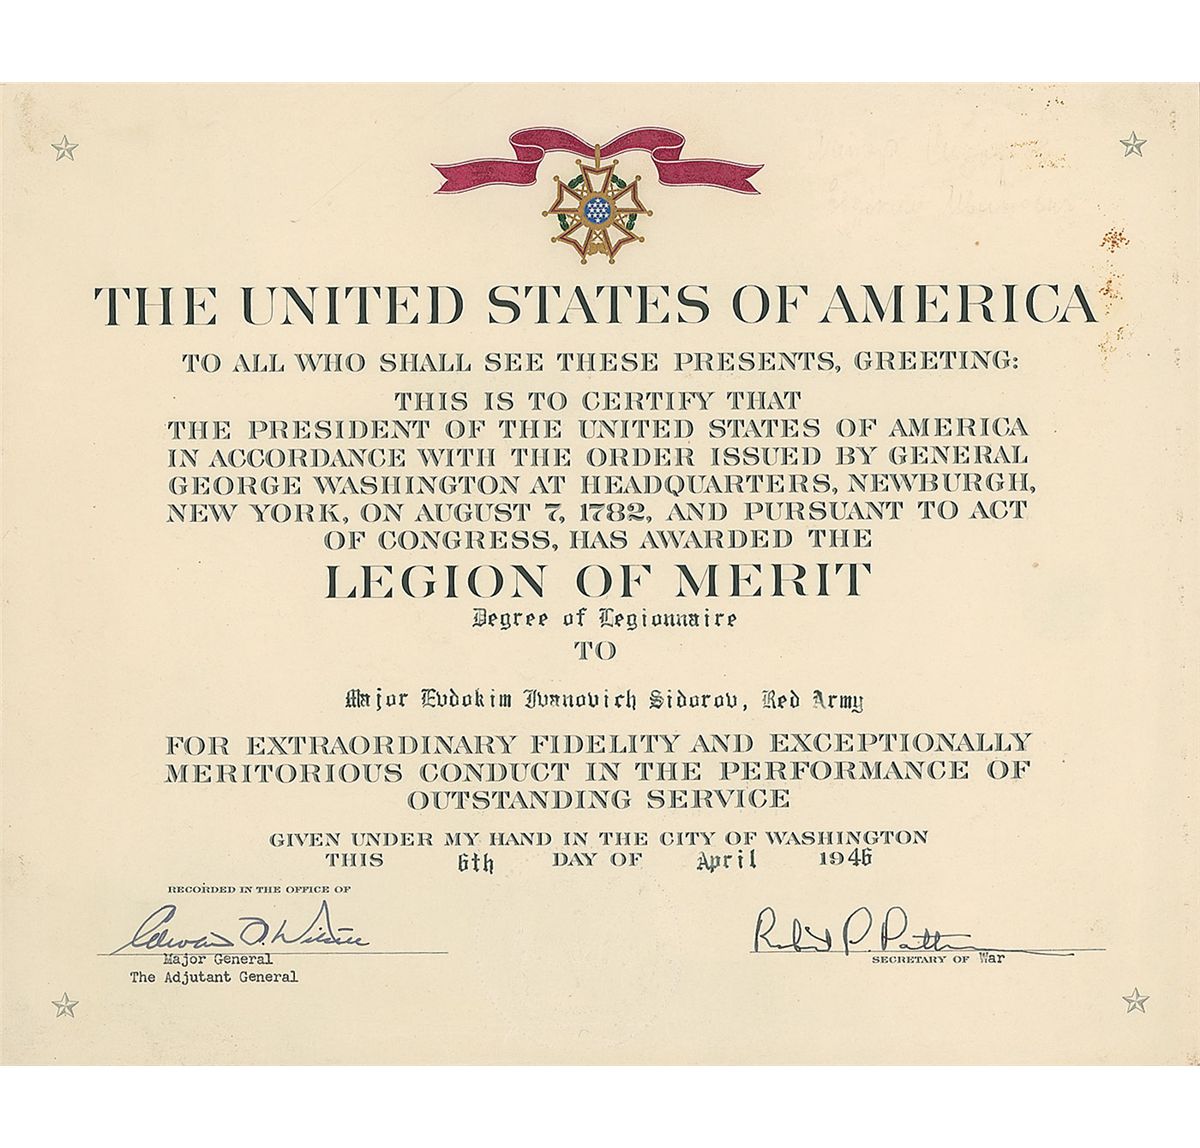 THE UNITED STATES OF AMERICA
TO ALL WHO SHALL SEE THESE PRESENTS, GREETING:
THIS IS TO CERTIFY THAT
THE PRESIDENT OF THE UNITED STATES OF AMERICA
IN ACCORDANCE WITH THE ORDER ISSUED BY GENERAL
GEORGE WASHINGTON AT HEADQUARTERS, NEWBURGH,
NEW YORK, ON AUGUST 7, 1782, AND PURSUANT TO ACT
OF CONGRESS, HAS AWARDED THE
LEGION OF MERIT
Degree of Legionnaire
TO
Major Evdokim Ivanovich Sidorov, Red Army
FOR EXTRAORDINARY FIDELITY AND EXCEPTIONALLY
MERITORIOUS CONDUCT IN THE PERFORMANCE OF
OUTSTANDING SERVICE
GIVEN UNDER MY HAND IN THE CITY OF WASHINGTON
THIS 6th DAY OF April 1946
RECORDED IN THE OFFICE OF
Robert P. Patterson
Major General
The Adjutant General
SECRETARY OF War